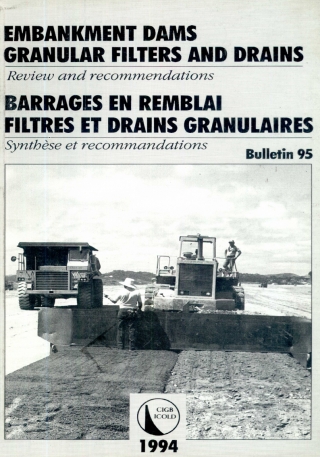 EMBANKMENT DAMS
GRANULAR FILTERS AND DRAINS
Review and recommendations
BARRAGES EN REMBLAI
FILTRES ET DRAINS GRANULAIRES
Synthèse et recommandations
Bulletin 95
CIGB
ICOLD
1994